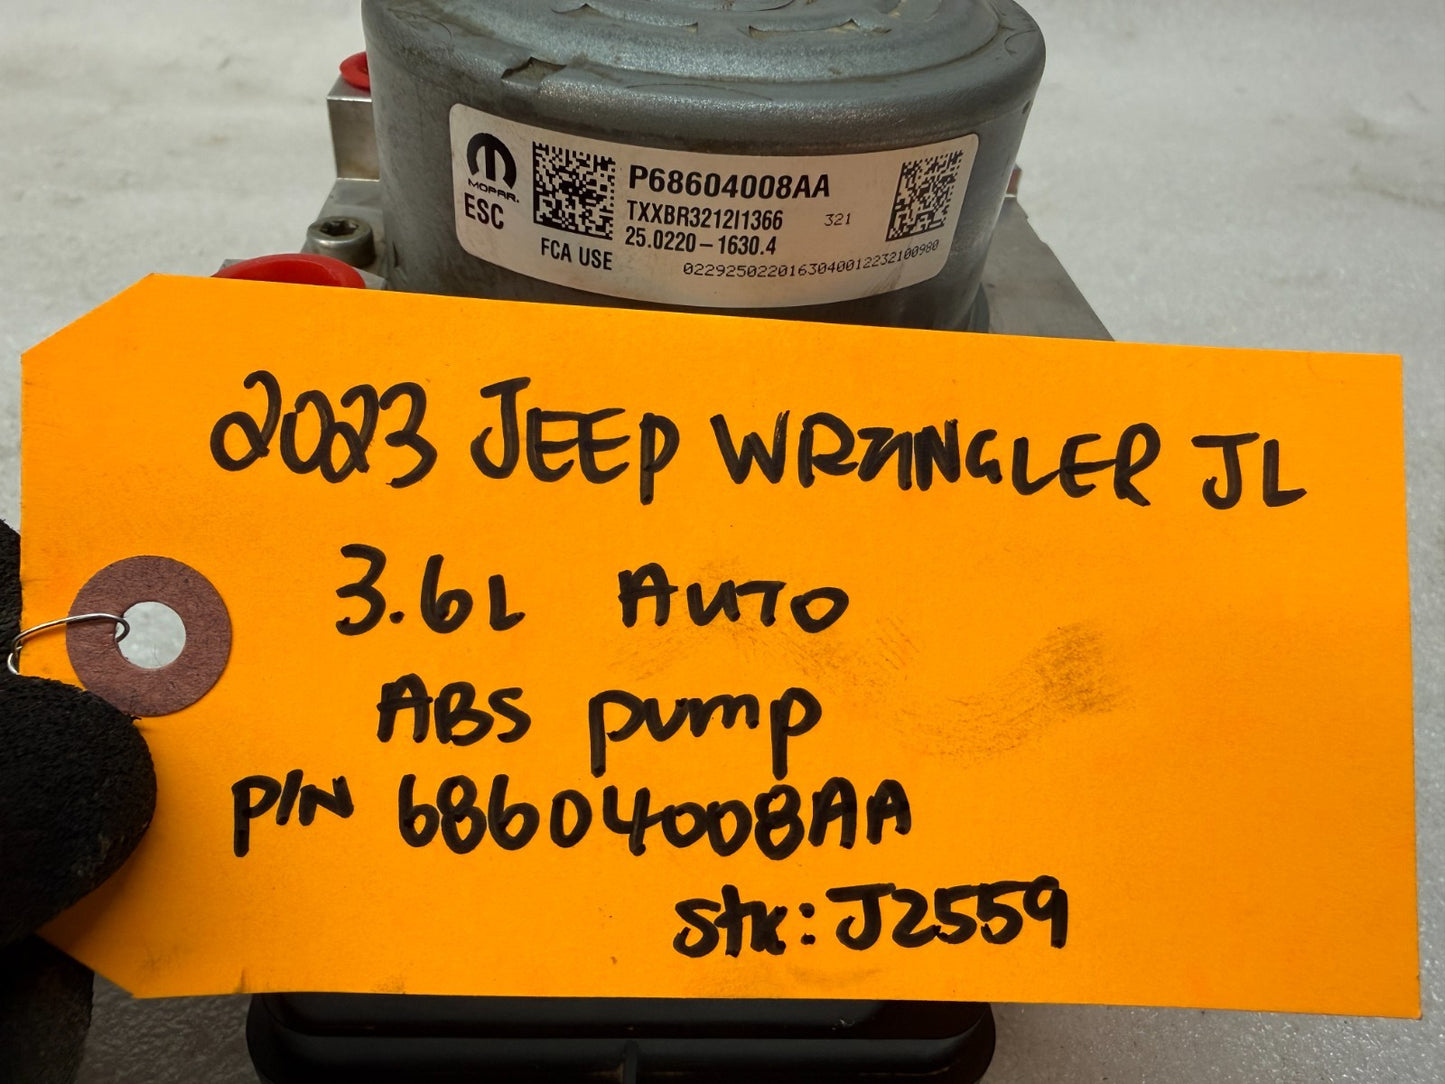 MOPAR.
ESC
P68604008AA
TXXBR3212I1366 321
25.0220-1630.4
FCA USE
0229250220163040012232100980
2023 JEEP WRANGLER JL
3.6L AUTO
ABS pump
P/N 68604008AA
Stk: J2559